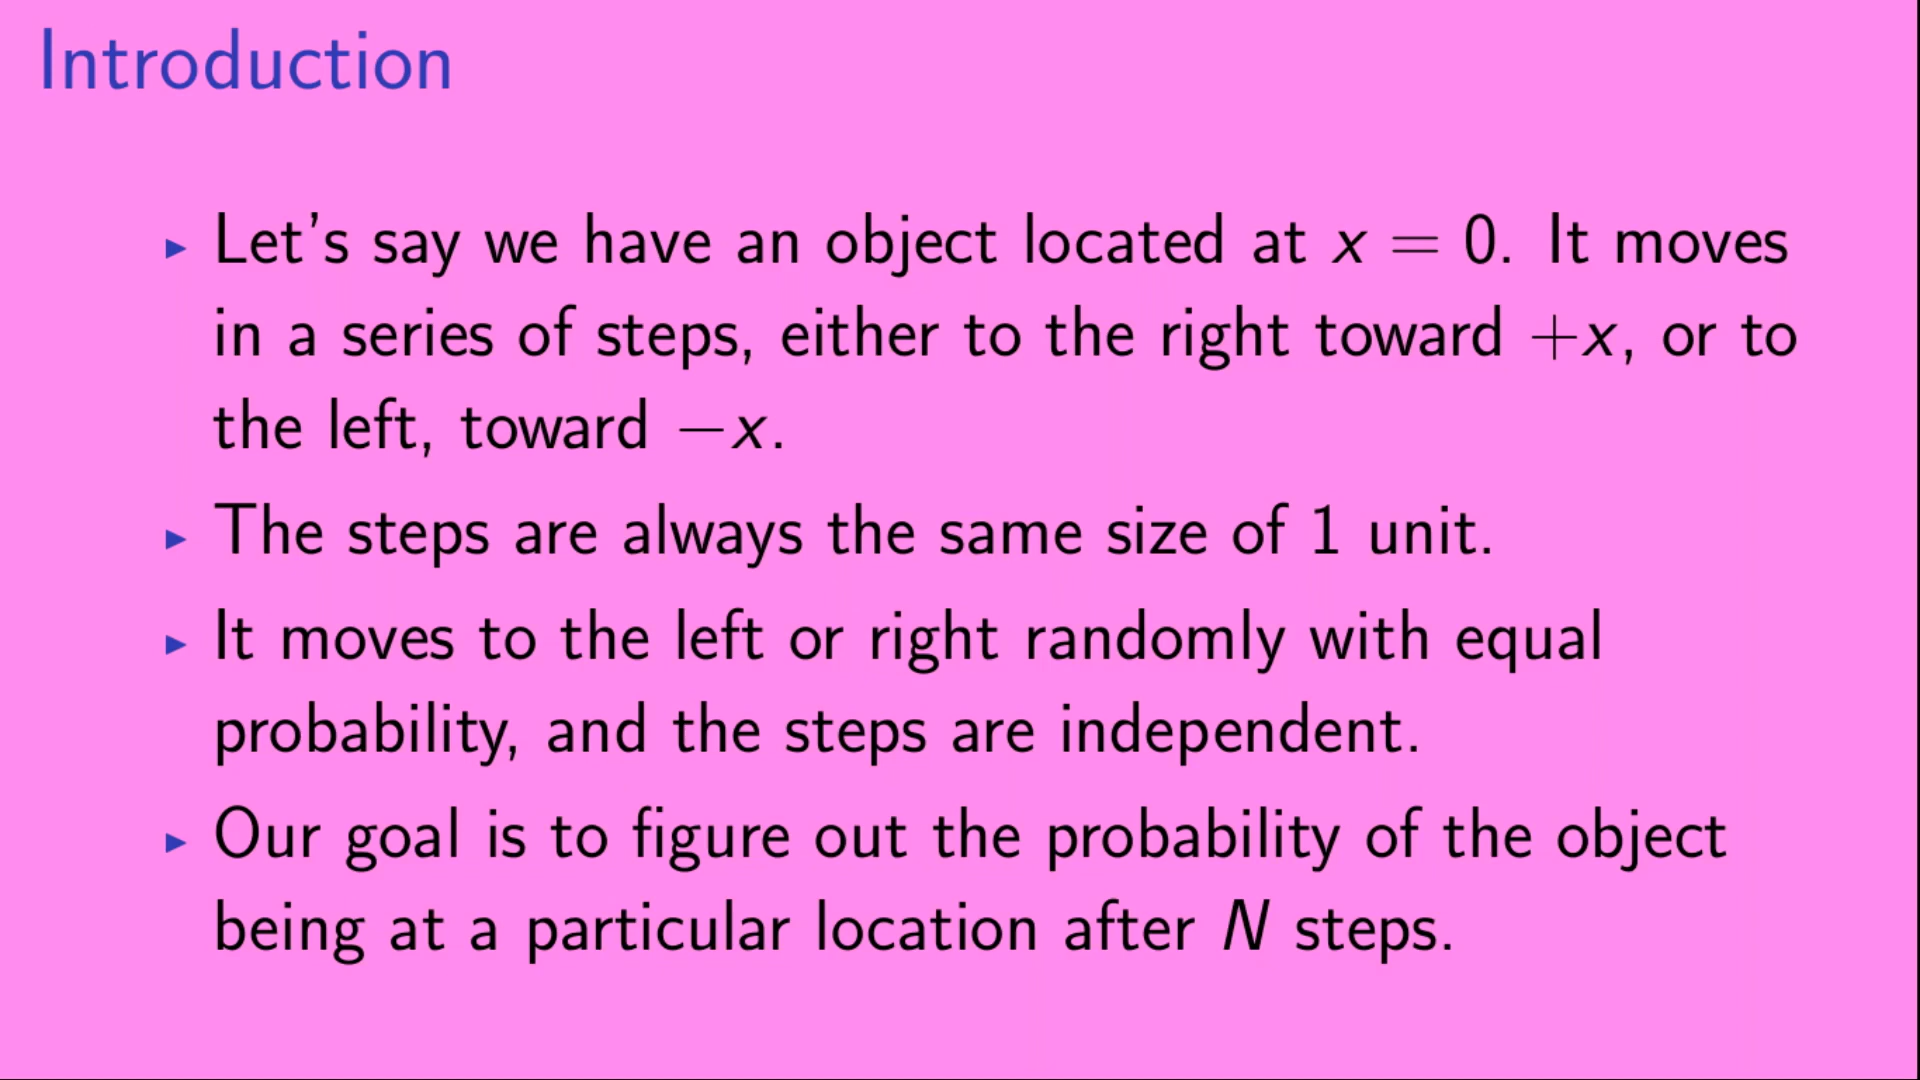 Introduction
▸ Let's say we have an object located at x = 0. It moves
in a series of steps, either to the right toward +x, or to
the left, toward −x.
▸ The steps are always the same size of 1 unit.
▸ It moves to the left or right randomly with equal
probability, and the steps are independent.
▸ Our goal is to figure out the probability of the object
being at a particular location after N steps.